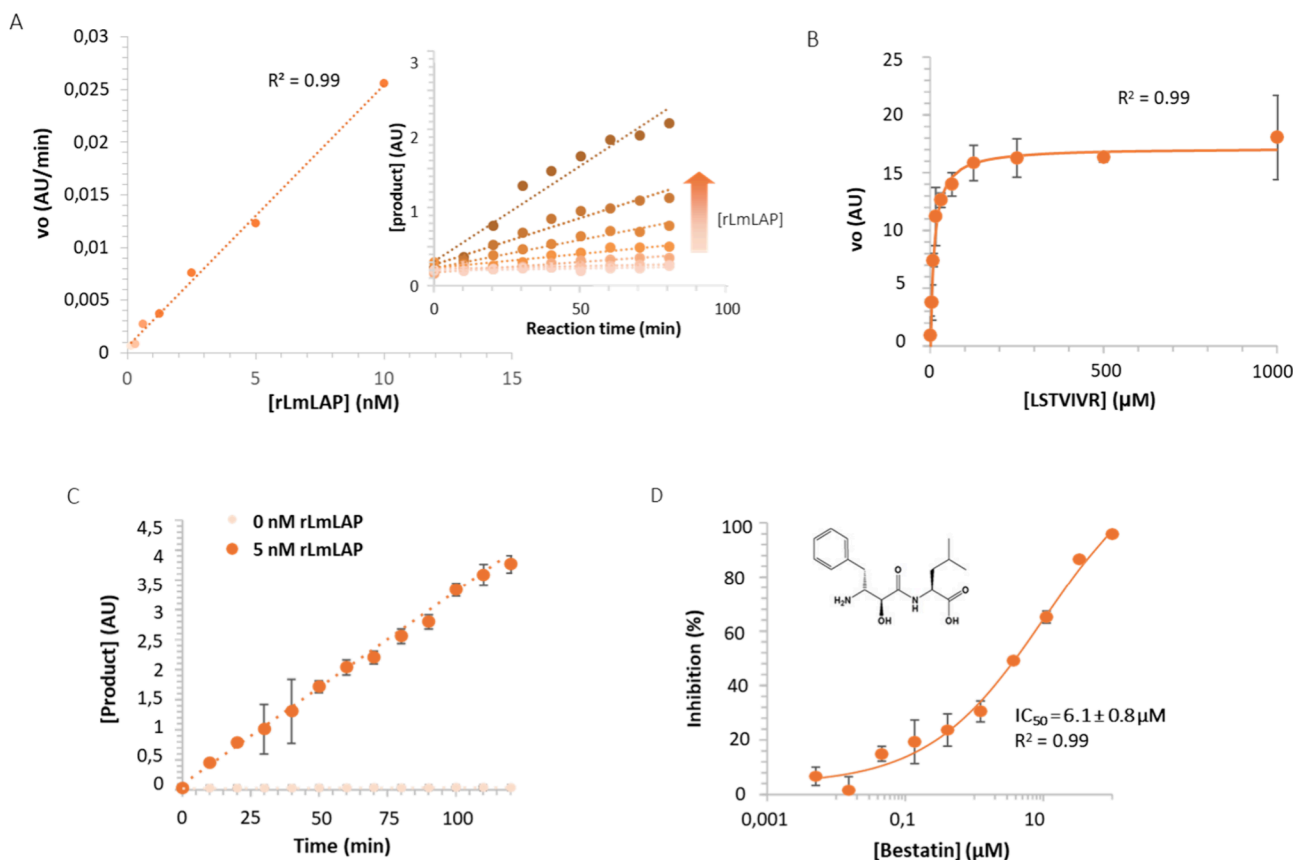 A
0,03
0,025
0,02
0,015
0,01
0,005
0
vo (AU/min)
R² = 0.99
0
5
10
15
[rLmLAP] (nM)
3
2
1
0
[product] (AU)
[rLmLAP]
0
50
100
Reaction time (min)
B
25
20
15
10
5
0
vo (AU)
R² = 0.99
0
500
1000
[LSTVIVR] (µM)
C
0 nM rLmLAP
5 nM rLmLAP
4,5
4
3,5
3
2,5
2
1,5
1
0,5
0
[Product] (AU)
0
25
50
75
100
Time (min)
D
100
80
60
40
20
0
Inhibition (%)
H₂N
OH
O
N
H
O
OH
IC₅₀ = 6.1 ± 0.8 µM
R² = 0.99
0,001
0,1
10
[Bestatin] (µM)